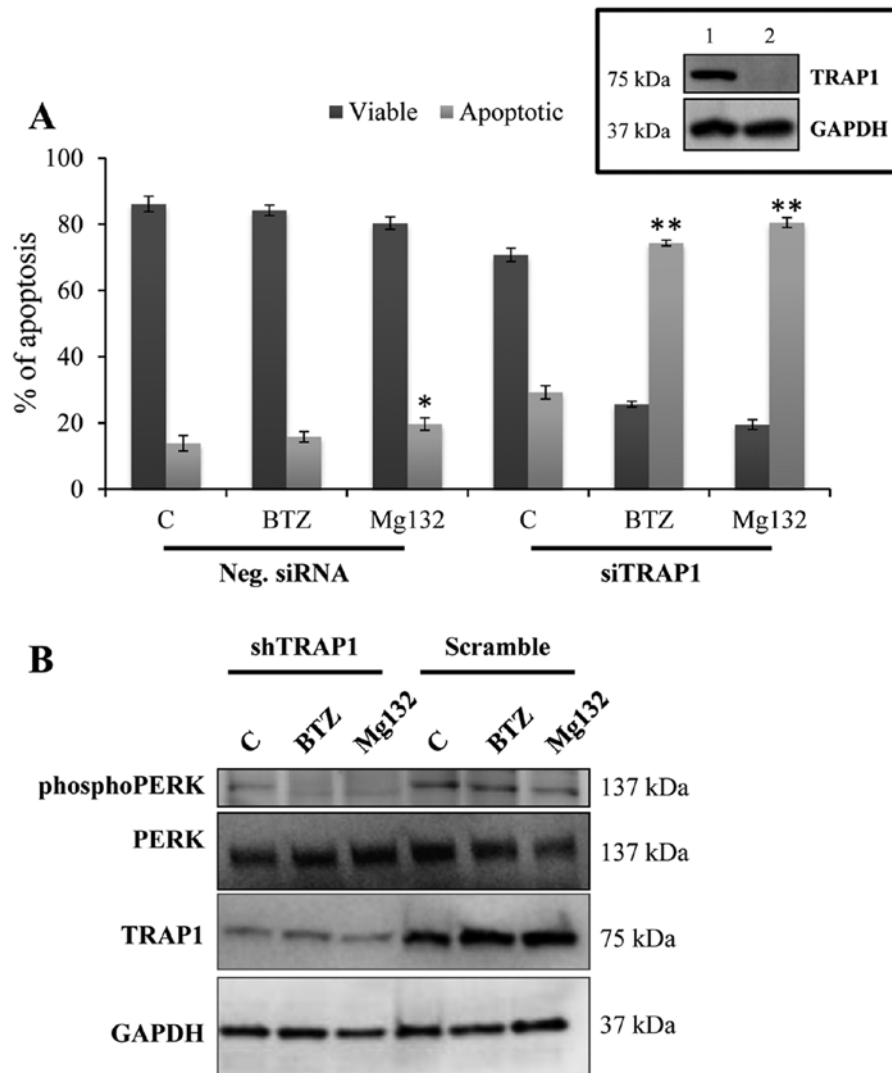 1 2
75 kDa TRAP1
37 kDa GAPDH
A
Viable Apoptotic
% of apoptosis
100
80
60
40
20
0
*
**
**
C BTZ Mg132 C BTZ Mg132
Neg. siRNA siTRAP1
B
shTRAP1 Scramble
C BTZ Mg132 C BTZ Mg132
phosphoPERK 137 kDa
PERK 137 kDa
TRAP1 75 kDa
GAPDH 37 kDa